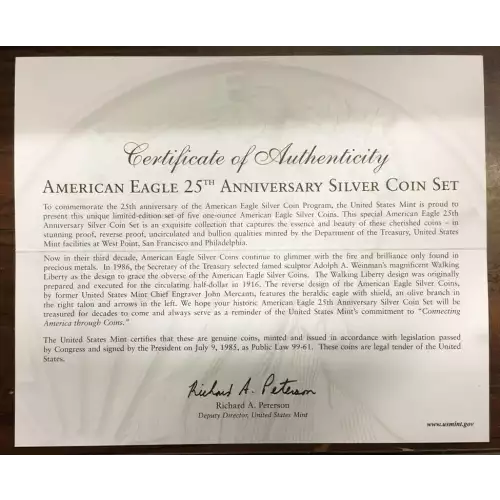 Certificate of Authenticity
AMERICAN EAGLE 25TH ANNIVERSARY SILVER COIN SET
To commemorate the 25th anniversary of the American Eagle Silver Coin Program, the United States Mint is proud to
present this unique limited-edition set of five one-ounce American Eagle Silver Coins. This special American Eagle 25th
Anniversary Silver Coin Set is an exquisite collection that captures the essence and beauty of these cherished coins – in
stunning proof, reverse proof, uncirculated and bullion qualities minted by the Department of the Treasury, United States
Mint facilities at West Point, San Francisco and Philadelphia.
Now in their third decade, American Eagle Silver Coins continue to glimmer with the fire and brilliance only found in
precious metals. In 1986, the Secretary of the Treasury selected famed sculptor Adolph A. Weinman's magnificent Walking
Liberty as the design to grace the obverse of the American Eagle Silver Coins. The Walking Liberty design was originally
prepared and executed for the circulating half-dollar in 1916. The reverse design of the American Eagle Silver Coins,
by former United States Mint Chief Engraver John Mercanti, features the heraldic eagle with shield, an olive branch in
the right talon and arrows in the left. We hope your historic American Eagle 25th Anniversary Silver Coin Set will be
treasured for decades to come and always serve as a reminder of the United States Mint's commitment to "Connecting
America through Coins."
The United States Mint certifies that these are genuine coins, minted and issued in accordance with legislation passed
by Congress and signed by the President on July 9, 1985, as Public Law 99-61. These coins are legal tender of the United
States.
Richard A. Peterson
Richard A. Peterson
Deputy Director, United States Mint
www.usmint.gov